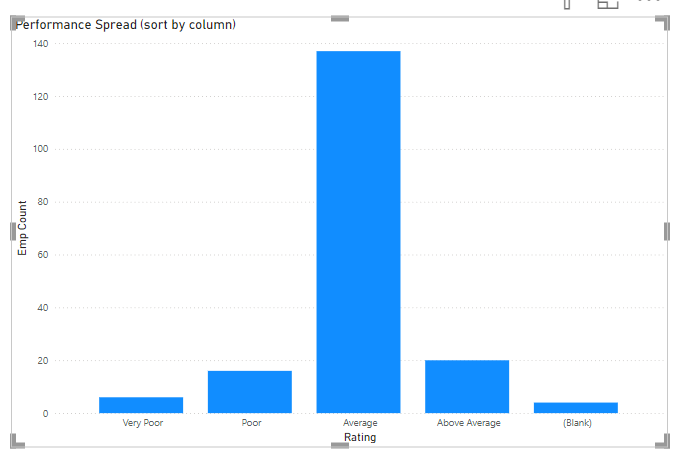 Performance Spread (sort by column)
140
120
100
80
60
40
20
0
Emp Count
Very Poor Poor Average Above Average (Blank)
Rating